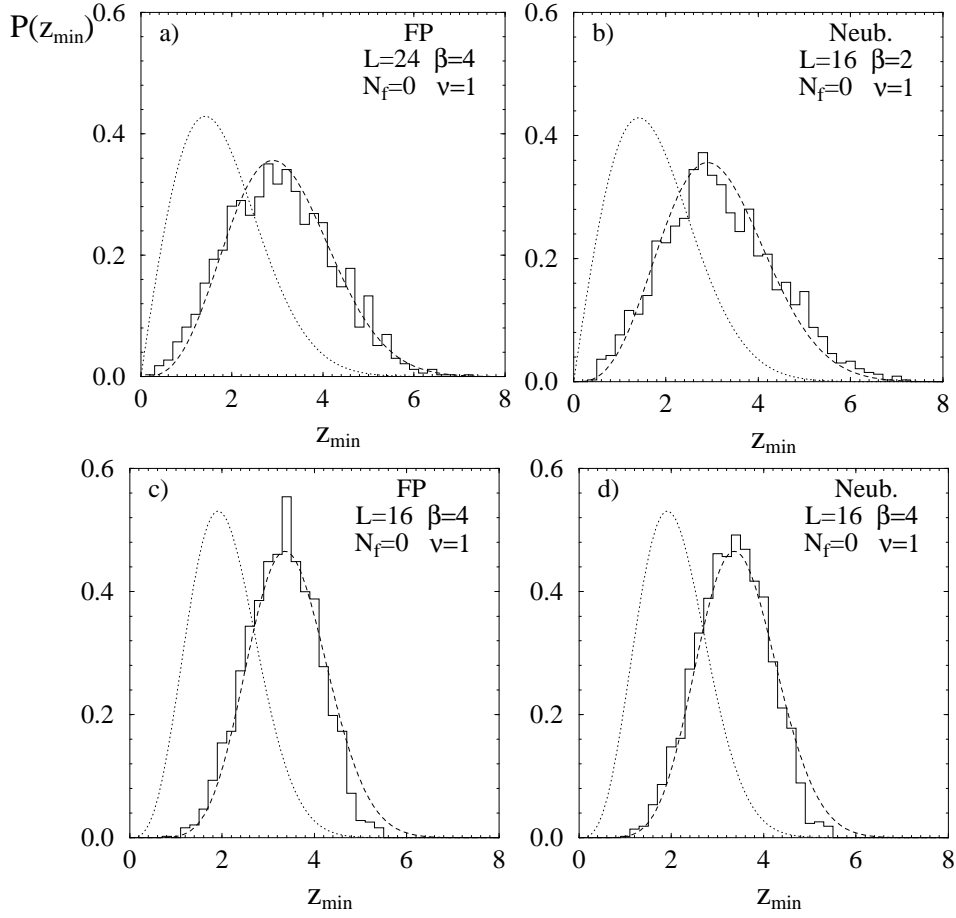 P(z_min)
0.6
0.4
0.2
0.0
a)
FP
L=24 β=4
N_f=0 ν=1
0 2 4 6 8
z_min
0.6
0.4
0.2
0.0
b)
Neub.
L=16 β=2
N_f=0 ν=1
0 2 4 6 8
z_min
0.6
0.4
0.2
0.0
c)
FP
L=16 β=4
N_f=0 ν=1
0 2 4 6 8
z_min
0.6
0.4
0.2
0.0
d)
Neub.
L=16 β=4
N_f=0 ν=1
0 2 4 6 8
z_min